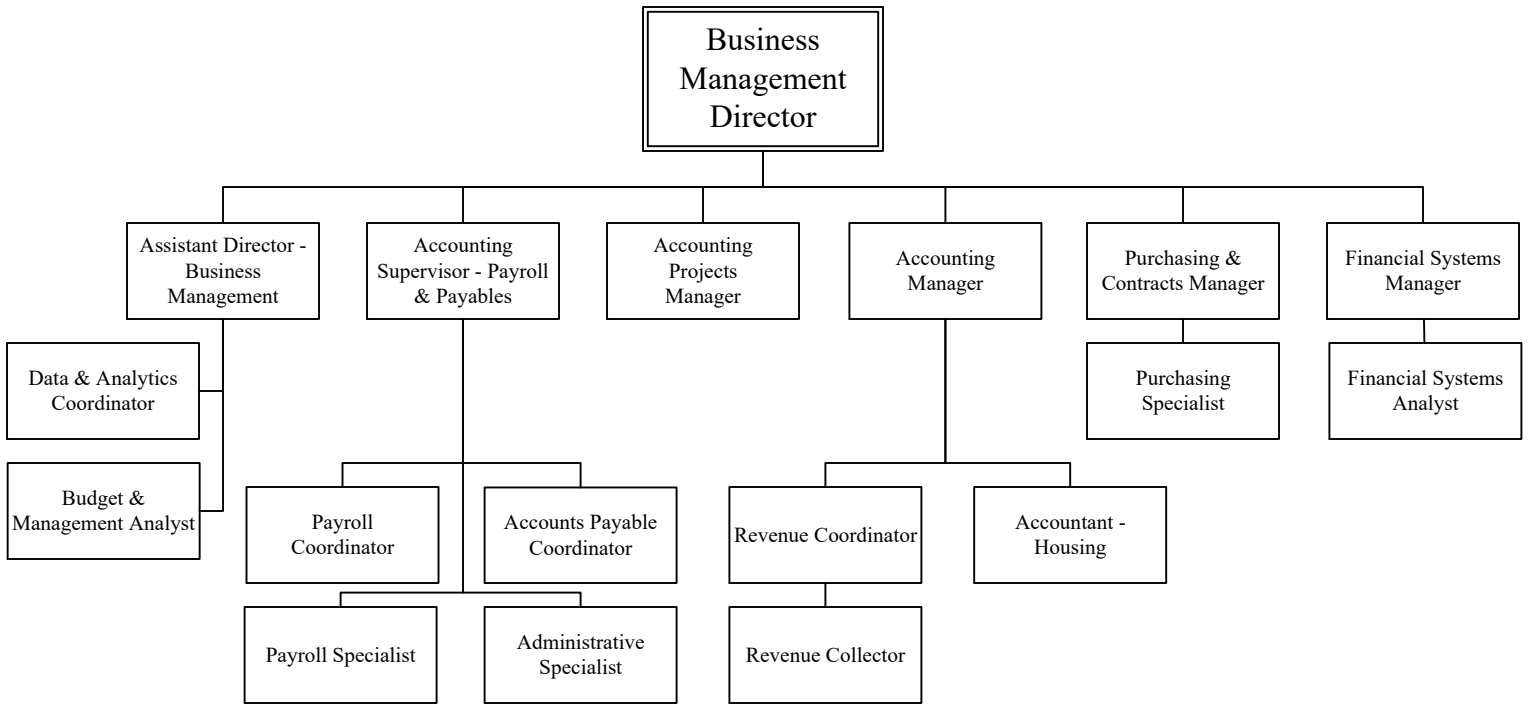 Business
Management
Director
Assistant Director -
Business
Management
Accounting
Supervisor - Payroll
& Payables
Accounting
Projects
Manager
Accounting
Manager
Purchasing &
Contracts Manager
Financial Systems
Manager
Data & Analytics
Coordinator
Purchasing
Specialist
Financial Systems
Analyst
Budget &
Management Analyst
Payroll
Coordinator
Accounts Payable
Coordinator
Revenue Coordinator
Accountant -
Housing
Payroll Specialist
Administrative
Specialist
Revenue Collector